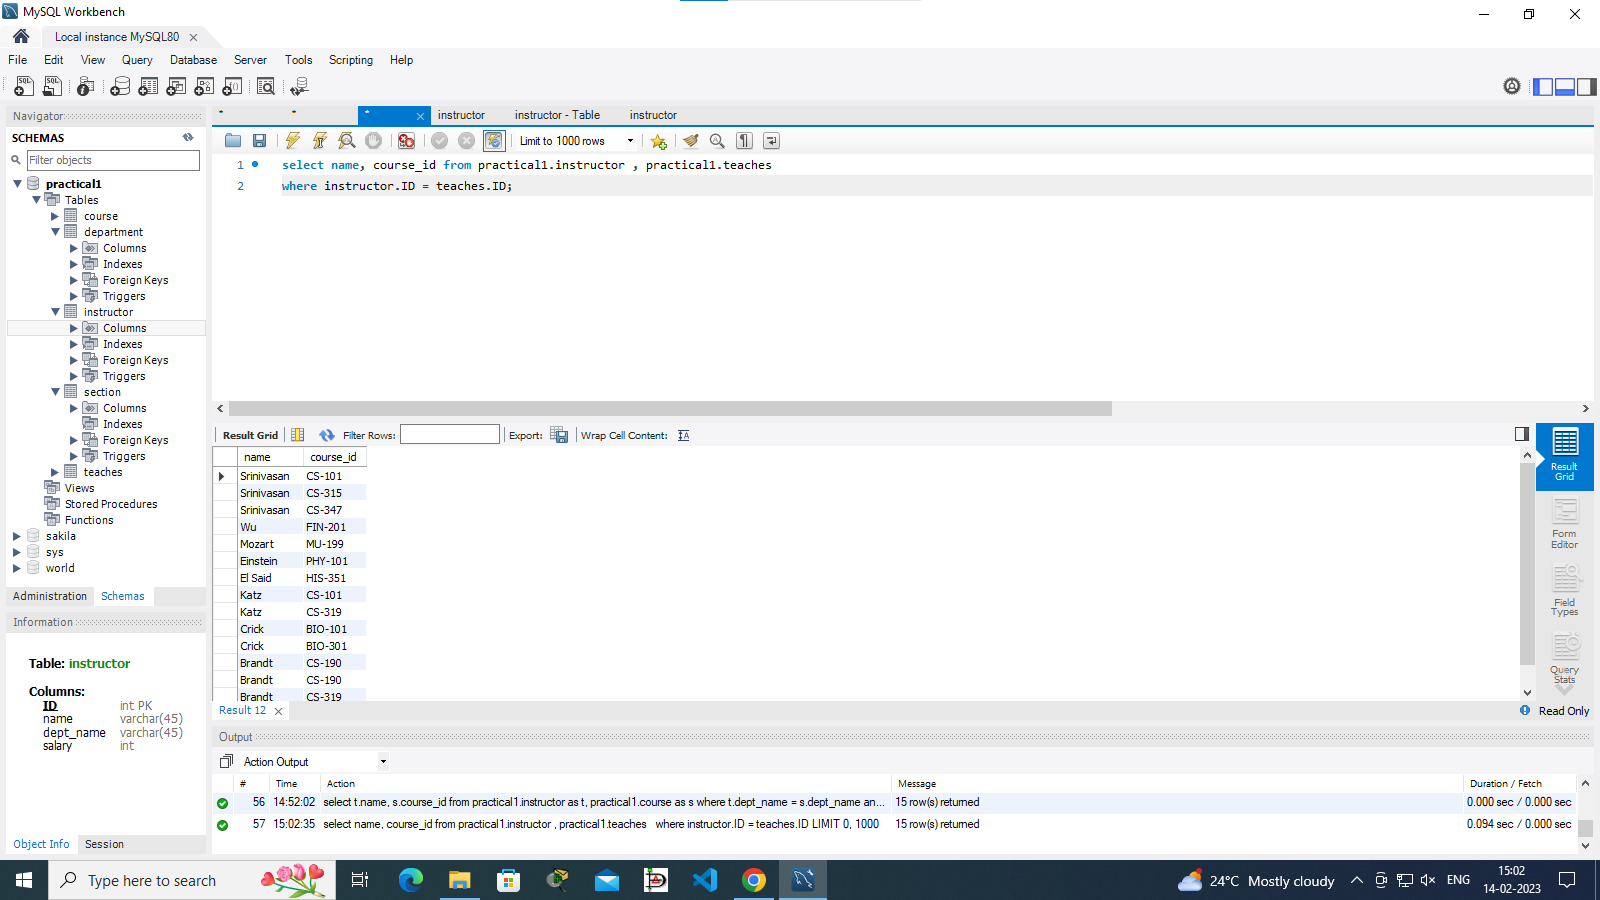 MySQL Workbench
Local instance MySQL80
File Edit View Query Database Server Tools Scripting Help
Navigator
SCHEMAS
Filter objects
practical1
Tables
course
department
Columns
Indexes
Foreign Keys
Triggers
instructor
Columns
Indexes
Foreign Keys
Triggers
section
Columns
Indexes
Foreign Keys
Triggers
teaches
Views
Stored Procedures
Functions
sakila
sys
world
Administration Schemas
Information
Table: instructor
Columns:
ID int PK
name varchar(45)
dept_name varchar(45)
salary int
Object Info Session
* * * instructor instructor - Table instructor
Limit to 1000 rows
1 select name, course_id from practical1.instructor , practical1.teaches
2 where instructor.ID = teaches.ID;
Result Grid Filter Rows: Export: Wrap Cell Content: IA
name course_id
Srinivasan CS-101
Srinivasan CS-315
Srinivasan CS-347
Wu FIN-201
Mozart MU-199
Einstein PHY-101
El Said HIS-351
Katz CS-101
Katz CS-319
Crick BIO-101
Crick BIO-301
Brandt CS-190
Brandt CS-190
Brandt CS-319
Result Grid
Form Editor
Field Types
Query Stats
Result 12
Read Only
Output
Action Output
# Time Action Message Duration / Fetch
56 14:52:02 select t.name, s.course_id from practical1.instructor as t, practical1.course as s where t.dept_name = s.dept_name an... 15 row(s) returned 0.000 sec / 0.000 sec
57 15:02:35 select name, course_id from practical1.instructor , practical1.teaches where instructor.ID = teaches.ID LIMIT 0, 1000 15 row(s) returned 0.094 sec / 0.000 sec
Type here to search
24°C Mostly cloudy
ENG
15:02
14-02-2023